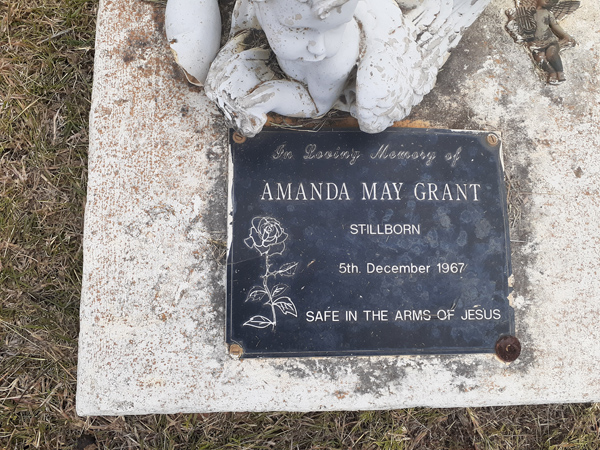 In Loving Memory of
AMANDA MAY GRANT
STILLBORN
5th. December 1967
SAFE IN THE ARMS OF JESUS